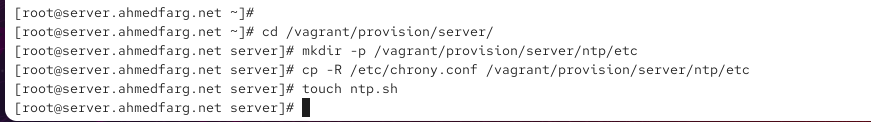 [root@server.ahmedfarg.net ~]#
[root@server.ahmedfarg.net ~]# cd /vagrant/provision/server/
[root@server.ahmedfarg.net server]# mkdir -p /vagrant/provision/server/ntp/etc
[root@server.ahmedfarg.net server]# cp -R /etc/chrony.conf /vagrant/provision/server/ntp/etc
[root@server.ahmedfarg.net server]# touch ntp.sh
[root@server.ahmedfarg.net server]#